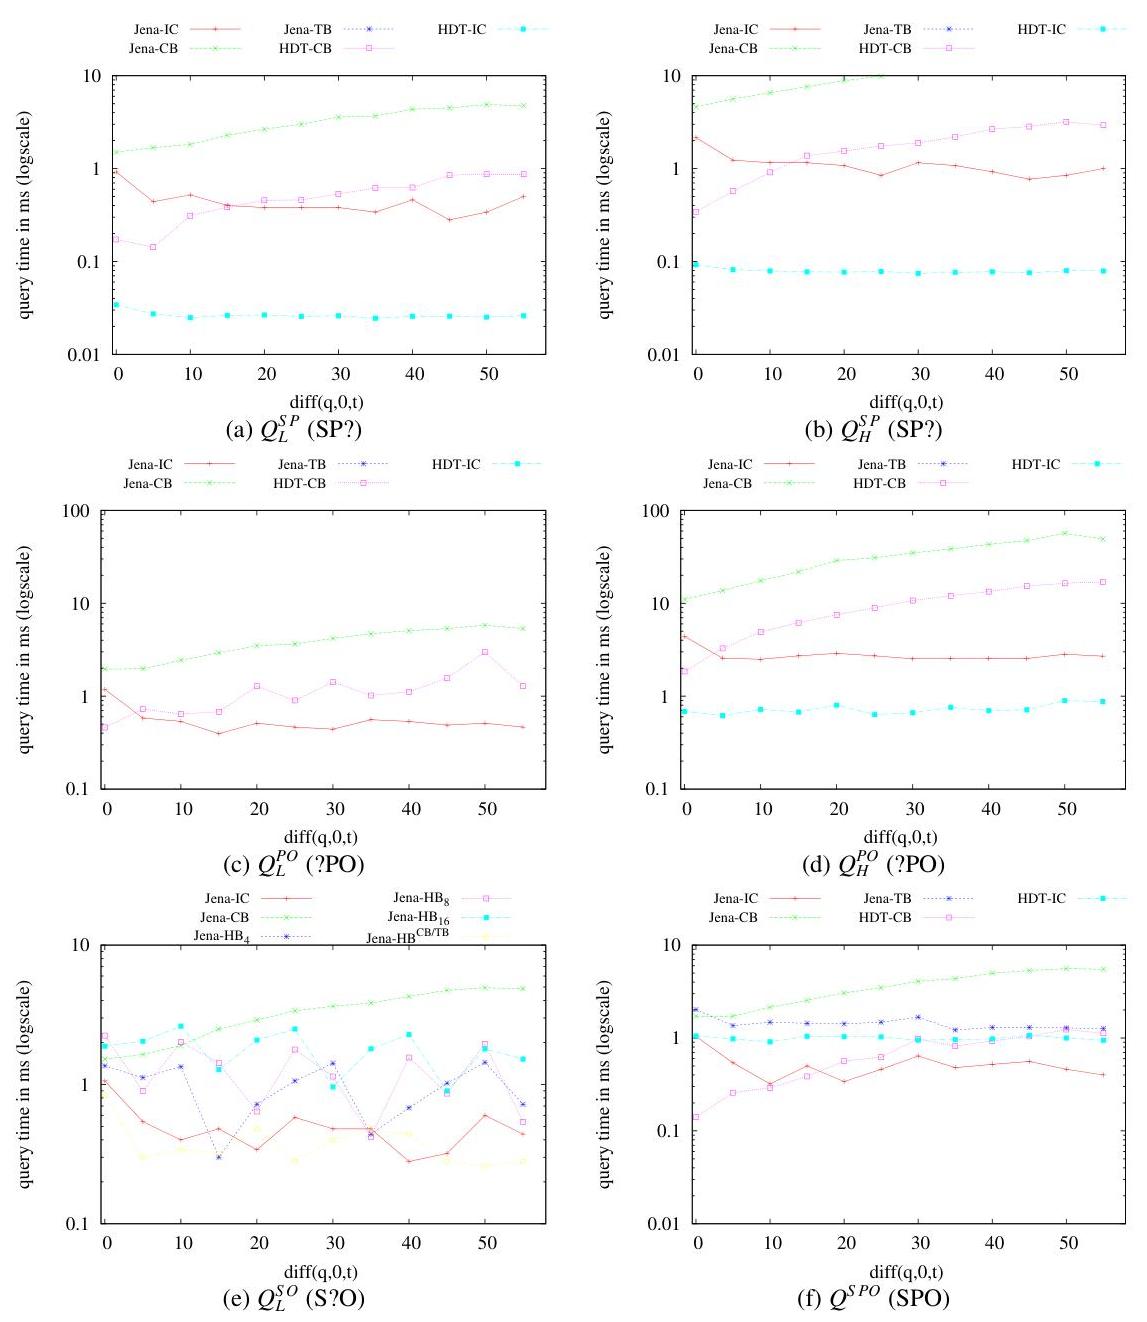 Jena-IC Jena-TB HDT-IC
Jena-CB HDT-CB
10
1
0.1
0.01
query time in ms (logscale)
0 10 20 30 40 50
diff(q,0,t)
(a) Q_L^{SP} (SP?)
Jena-IC Jena-TB HDT-IC
Jena-CB HDT-CB
10
1
0.1
0.01
query time in ms (logscale)
0 10 20 30 40 50
diff(q,0,t)
(b) Q_H^{SP} (SP?)
Jena-IC Jena-TB HDT-IC
Jena-CB HDT-CB
100
10
1
0.1
query time in ms (logscale)
0 10 20 30 40 50
diff(q,0,t)
(c) Q_L^{PO} (?PO)
Jena-IC Jena-TB HDT-IC
Jena-CB HDT-CB
100
10
1
0.1
query time in ms (logscale)
0 10 20 30 40 50
diff(q,0,t)
(d) Q_H^{PO} (?PO)
Jena-IC Jena-HB_8
Jena-CB Jena-HB_{16}
Jena-HB_4 Jena-HB^{CB/TB}
10
1
0.1
query time in ms (logscale)
0 10 20 30 40 50
diff(q,0,t)
(e) Q_L^{SO} (S?O)
Jena-IC Jena-TB HDT-IC
Jena-CB HDT-CB
10
1
0.1
0.01
query time in ms (logscale)
0 10 20 30 40 50
diff(q,0,t)
(f) Q^{SPO} (SPO)